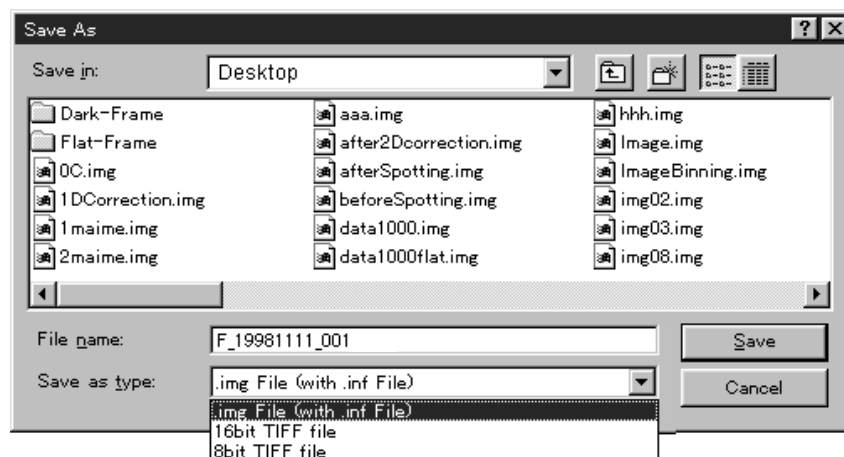 Save As
Save in:
Desktop
Dark-Frame
Flat-Frame
0C.img
1DCorrection.img
1maime.img
2maime.img
aaa.img
after2Dcorrection.img
afterSpotting.img
beforeSpotting.img
data1000.img
data1000flat.img
hhh.img
Image.img
ImageBinning.img
img02.img
img03.img
img08.img
File name:
F_19981111_001
Save
Save as type:
.img File (with .inf File)
Cancel
.img File (with .inf File)
16bit TIFF file
8bit TIFF file